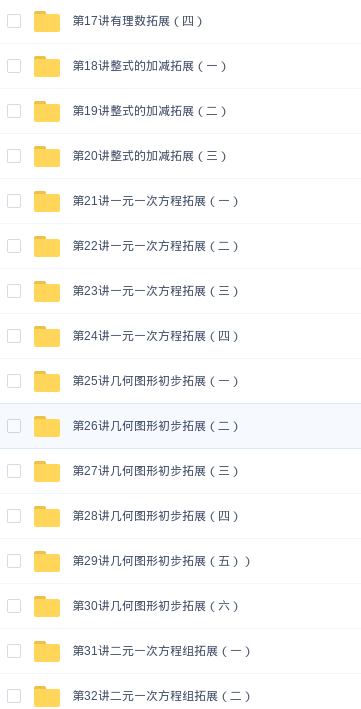 第17讲有理数拓展（四）
第18讲整式的加减拓展（一）
第19讲整式的加减拓展（二）
第20讲整式的加减拓展（三）
第21讲一元一次方程拓展（一）
第22讲一元一次方程拓展（二）
第23讲一元一次方程拓展（三）
第24讲一元一次方程拓展（四）
第25讲几何图形初步拓展（一）
第26讲几何图形初步拓展（二）
第27讲几何图形初步拓展（三）
第28讲几何图形初步拓展（四）
第29讲几何图形初步拓展（五））
第30讲几何图形初步拓展（六）
第31讲二元一次方程组拓展（一）
第32讲二元一次方程组拓展（二）